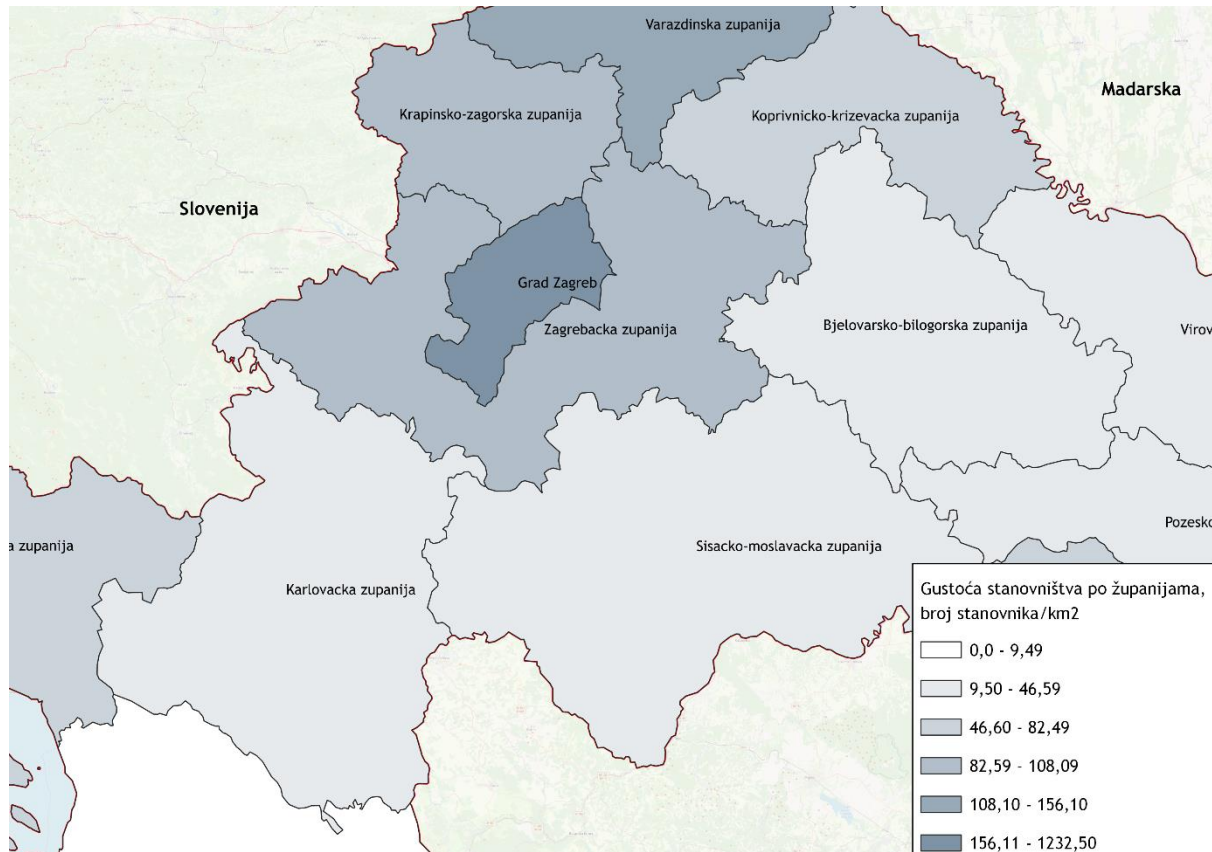 Varazdinska zupanija
Madarska
Krapinsko-zagorska zupanija
Koprivnicko-krizevacka zupanija
Slovenija
Grad Zagreb
Zagrebacka zupanija
Bjelovarsko-bilogorska zupanija
Virov
Pozesko
a zupanija
Sisacko-moslavacka zupanija
Karlovacka zupanija
Gustoća stanovništva po županijama,
broj stanovnika/km2
0,0 - 9,49
9,50 - 46,59
46,60 - 82,49
82,59 - 108,09
108,10 - 156,10
156,11 - 1232,50